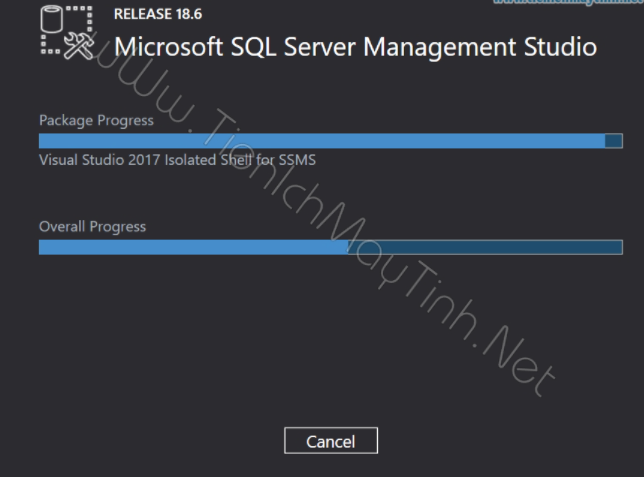 RELEASE 18.6
Microsoft SQL Server Management Studio
Package Progress
Visual Studio 2017 Isolated Shell for SSMS
Overall Progress
www.TienIchMayTinh.Net
Cancel